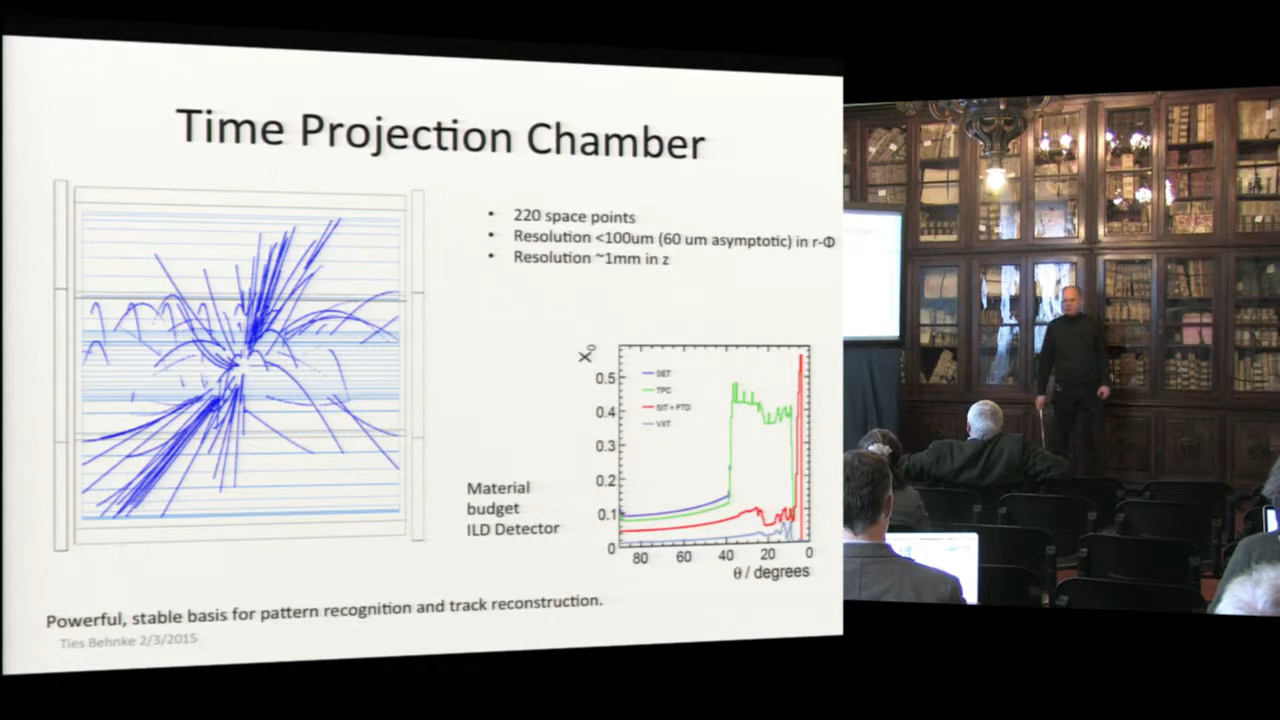 Time Projection Chamber
• 220 space points
• Resolution <100um (60 um asymptotic) in r-Φ
• Resolution ~1mm in z
X₀
0.5
0.4
0.3
0.2
0.1
0
SET
TPC
SIT+FTD
VXT
80 60 40 20 0
θ / degrees
Material
budget
ILD Detector
Powerful, stable basis for pattern recognition and track reconstruction.
Ties Behnke 2/3/2015